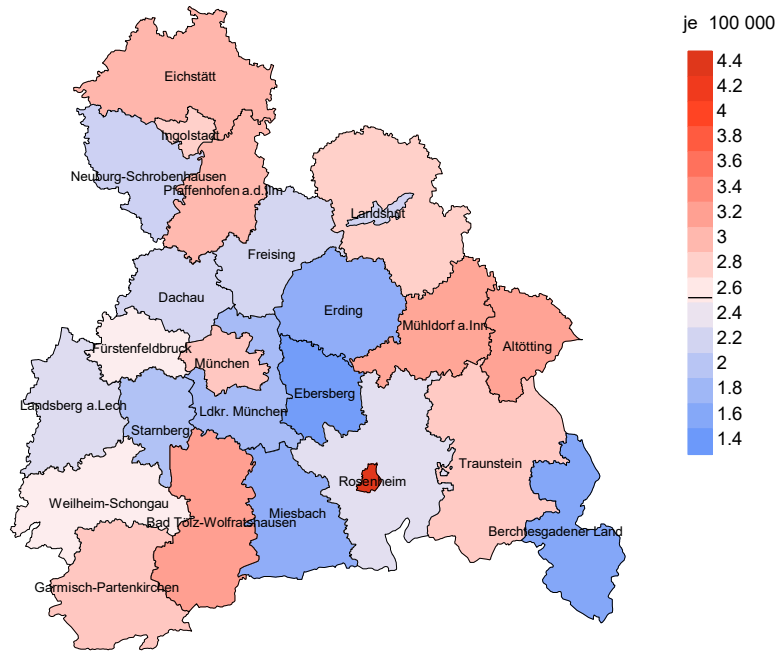 je 100 000
4.4
4.2
4
3.8
3.6
3.4
3.2
3
2.8
2.6
2.4
2.2
2
1.8
1.6
1.4
Eichstätt
Ingolstadt
Neuburg-Schrobenhausen
Pfaffenhofen a.d.Ilm
Landshut
Freising
Dachau
Erding
Mühldorf a.Inn
Altötting
Fürstenfeldbruck
München
Ebersberg
Landsberg a.Lech
Ldkr. München
Starnberg
Traunstein
Rosenheim
Weilheim-Schongau
Miesbach
Bad Tölz-Wolfratshausen
Berchtesgadener Land
Garmisch-Partenkirchen